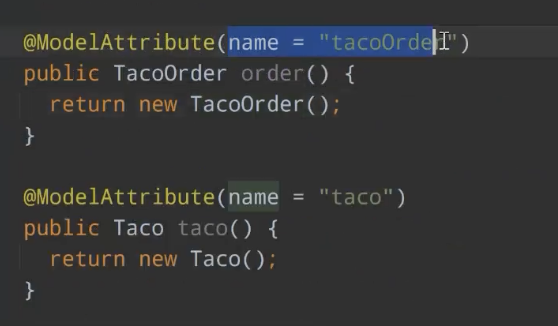 @ModelAttribute(name = "tacoOrder")
public TacoOrder order() {
return new TacoOrder();
}
@ModelAttribute(name = "taco")
public Taco taco() {
return new Taco();
}